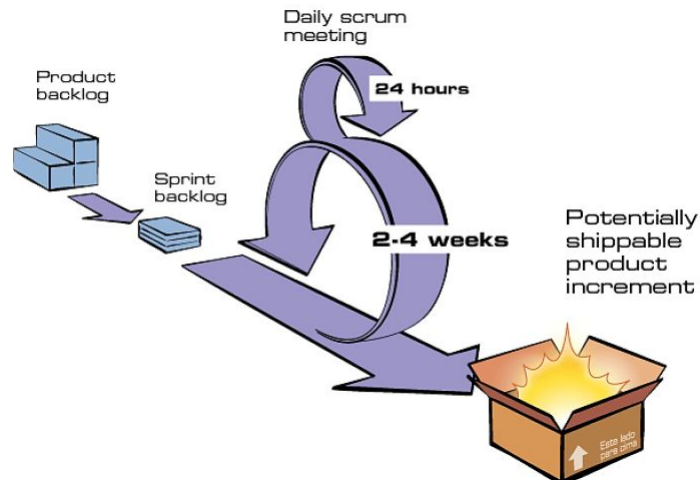 Daily scrum
meeting
24 hours
Product
backlog
Sprint
backlog
2-4 weeks
Potentially
shippable
product
increment
Este lado
para cima